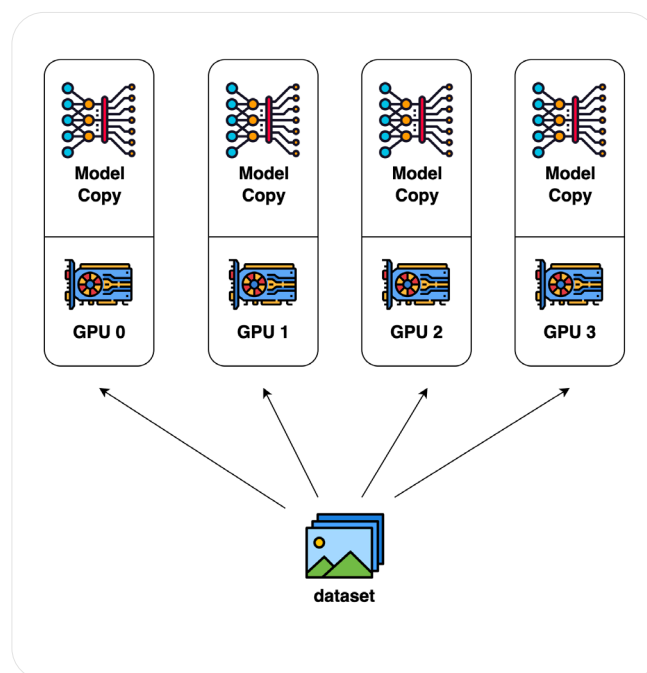 Model
Copy
GPU 0
Model
Copy
GPU 1
Model
Copy
GPU 2
Model
Copy
GPU 3
dataset